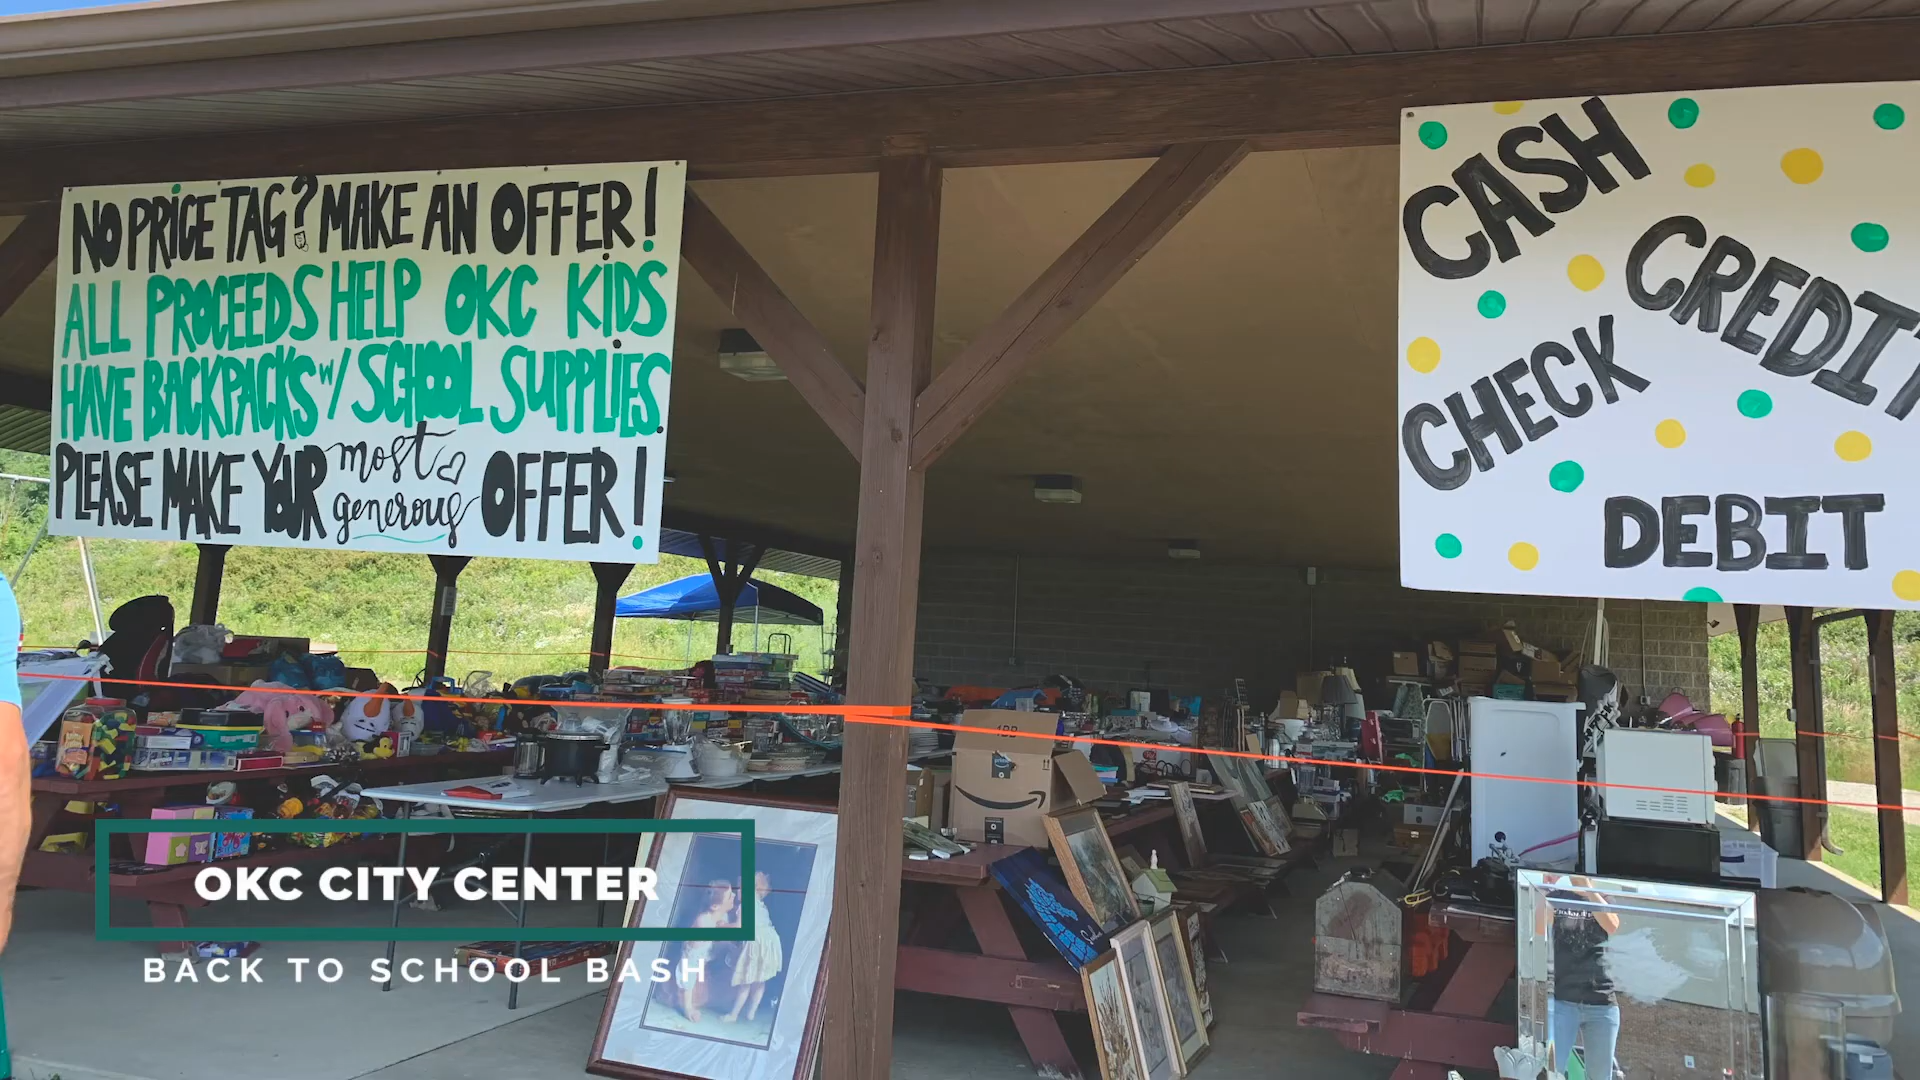 NO PRICE TAG? MAKE AN OFFER!
ALL PROCEEDS HELP OKC KIDS
HAVE BACKPACKS W/ SCHOOL SUPPLIES.
PLEASE MAKE YOUR most generous OFFER!
CASH
CREDIT
CHECK
DEBIT
OKC CITY CENTER
BACK TO SCHOOL BASH